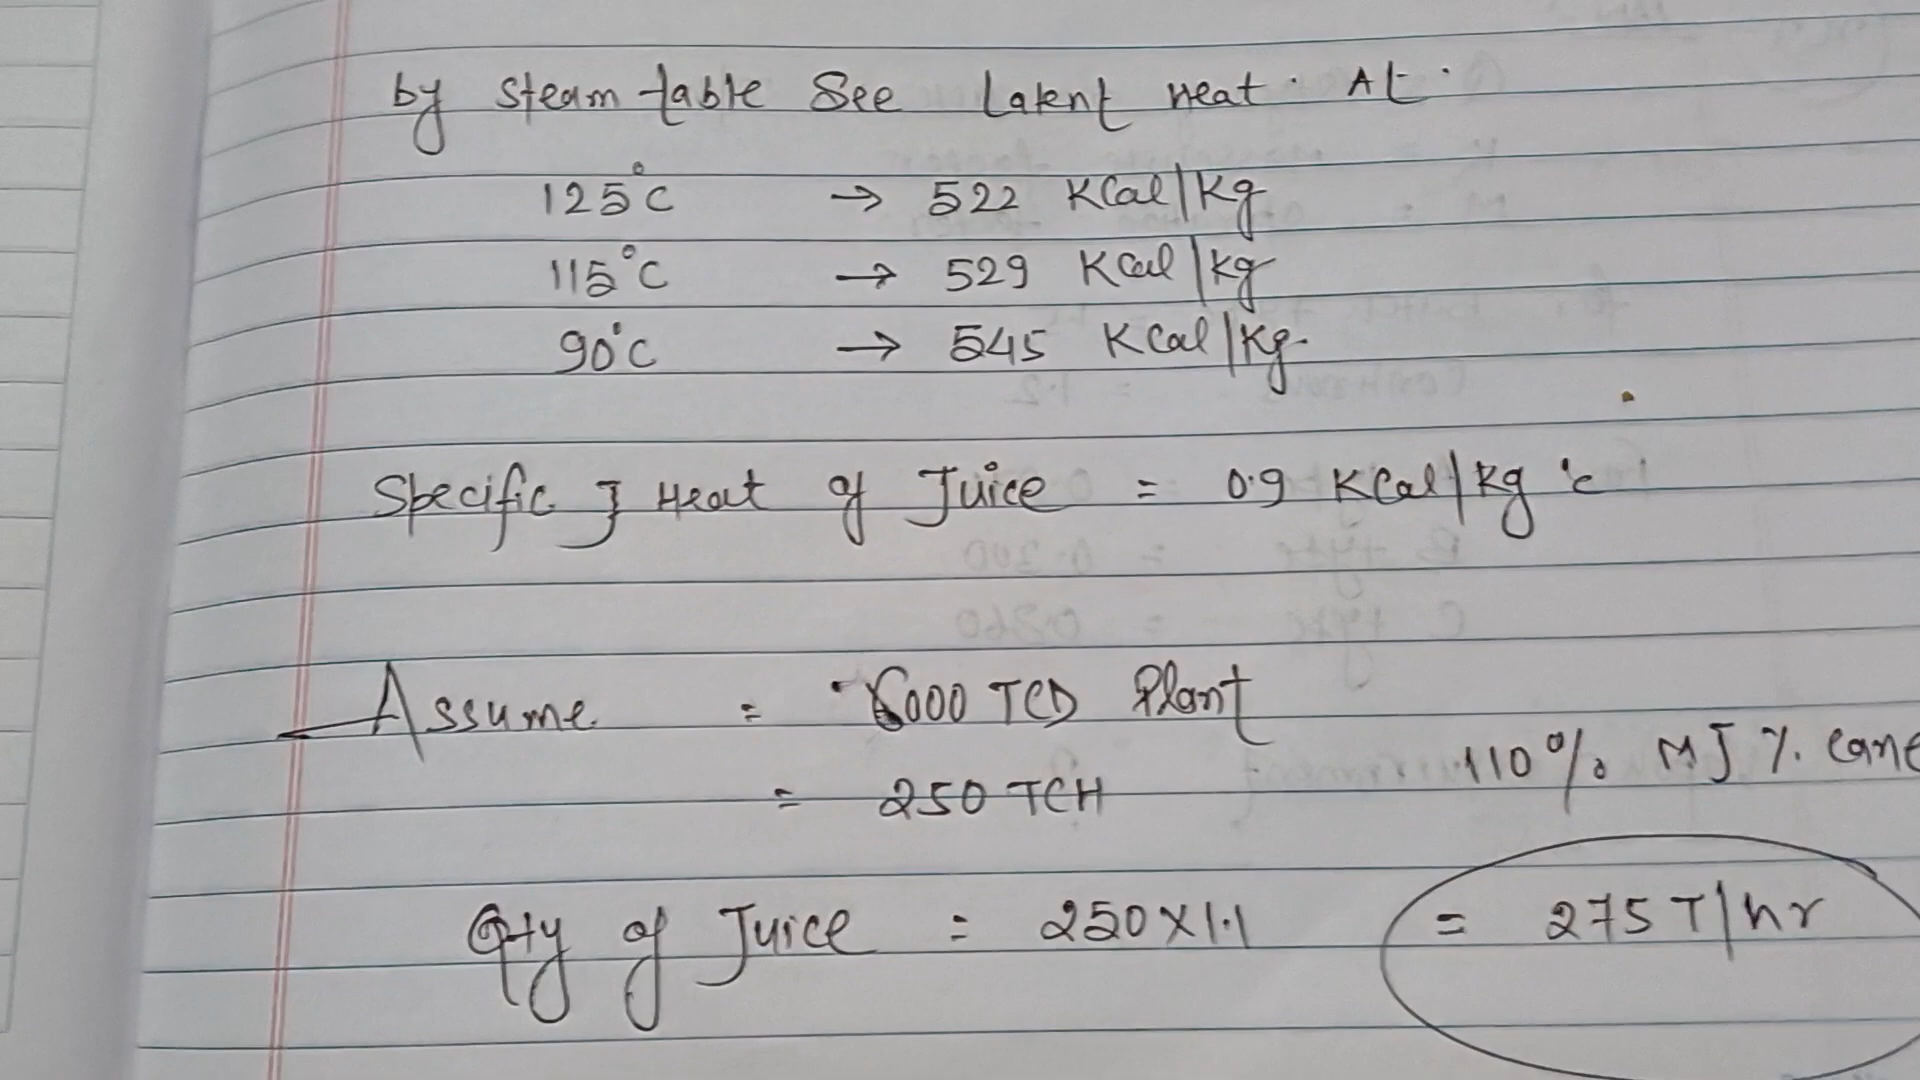 by steam table See Latent Heat. At.
125°C → 522 KCal/Kg
115°C → 529 KCal/Kg
90°C → 545 KCal/Kg.
Specific Heat of Juice = 0.9 KCal/Kg °c
Assume = 6000 TCD Plant
= 250 TCH 110% MJ % Cane
Qty of Juice = 250X1.1 = 275 T/hr